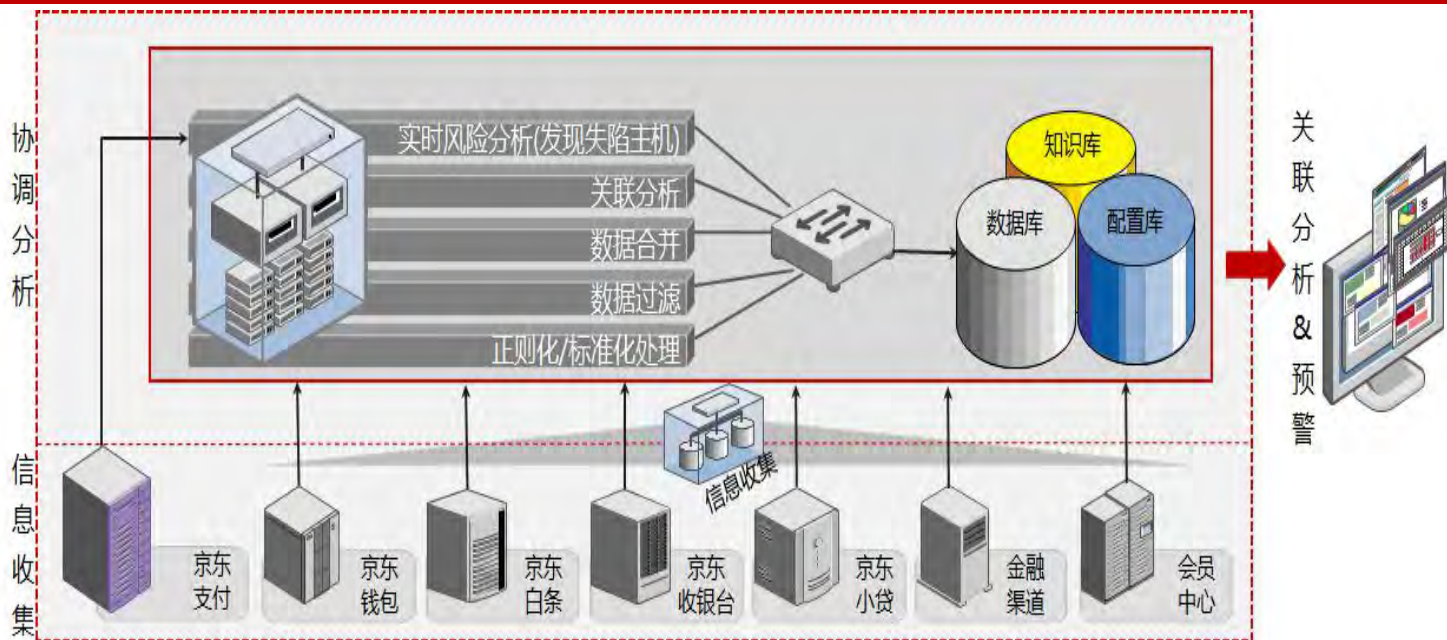 协调分析
实时风险分析(发现失陷主机)
关联分析
数据合并
数据过滤
正则化/标准化处理
知识库
数据库
配置库
关联分析&预警
信息收集
信息收集
京东
支付
京东
钱包
京东
白条
京东
收银台
京东
小贷
金融
渠道
会员
中心